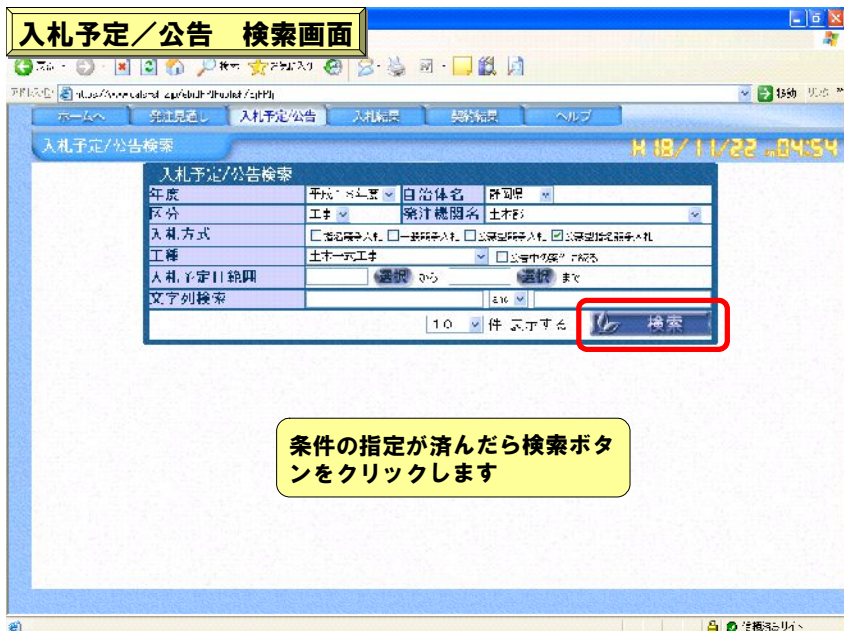 入札予定／公告　検索画面
移動
ホームへ 発注見通し 入札予定/公告 入札結果 契約結果 ヘルプ
入札予定/公告検索
H 18/11/22 04:54
入札予定/公告検索
年度 自治体名 静岡県
区分 工事 発注機関名 土木部
入札方式
工種 土木一式工事
入札予定日範囲 選択 から 選択 まで
文字列検索 and
10 件 表示する 検索
条件の指定が済んだら検索ボタ
ンをクリックします